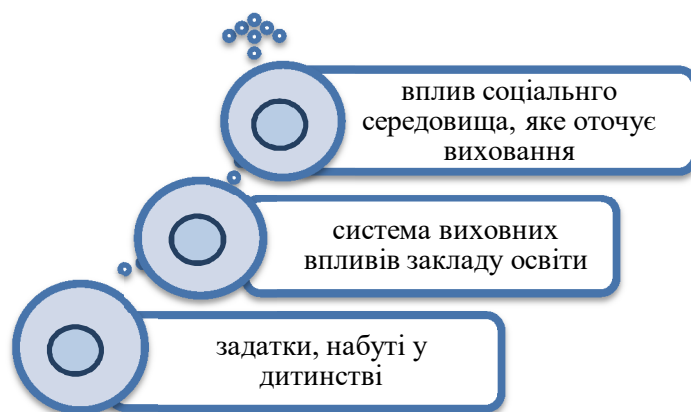 вплив соціальнго
середовища, яке оточує
виховання
система виховних
впливів закладу освіти
задатки, набуті у
дитинстві